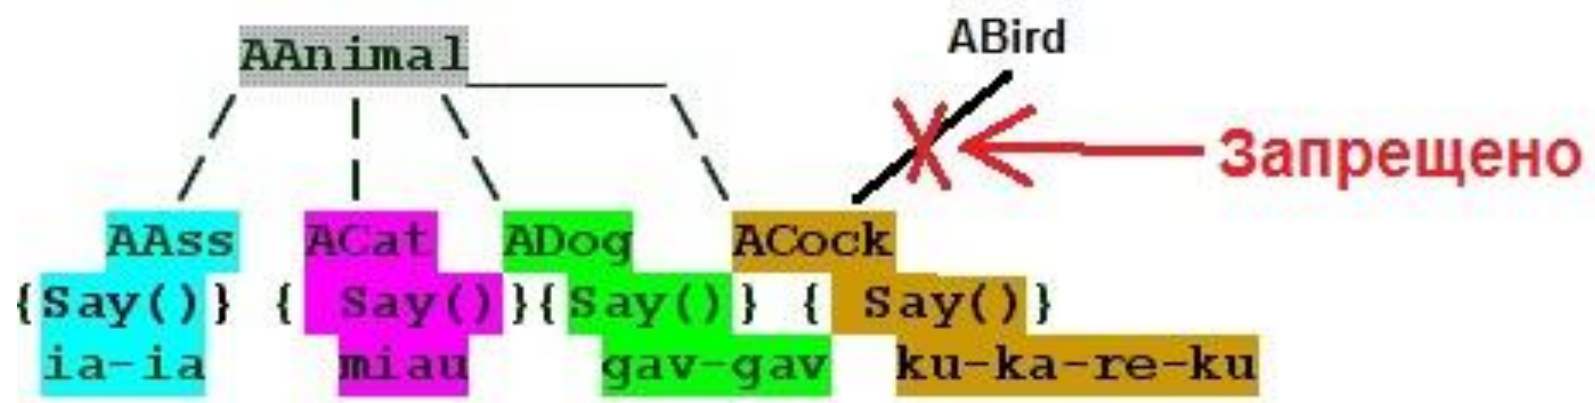 ABird
AAnimal
Запрещено
AAss ACat ADog ACock
{Say()} { Say()}{Say()} { Say()}
ia-ia miau gav-gav ku-ka-re-ku